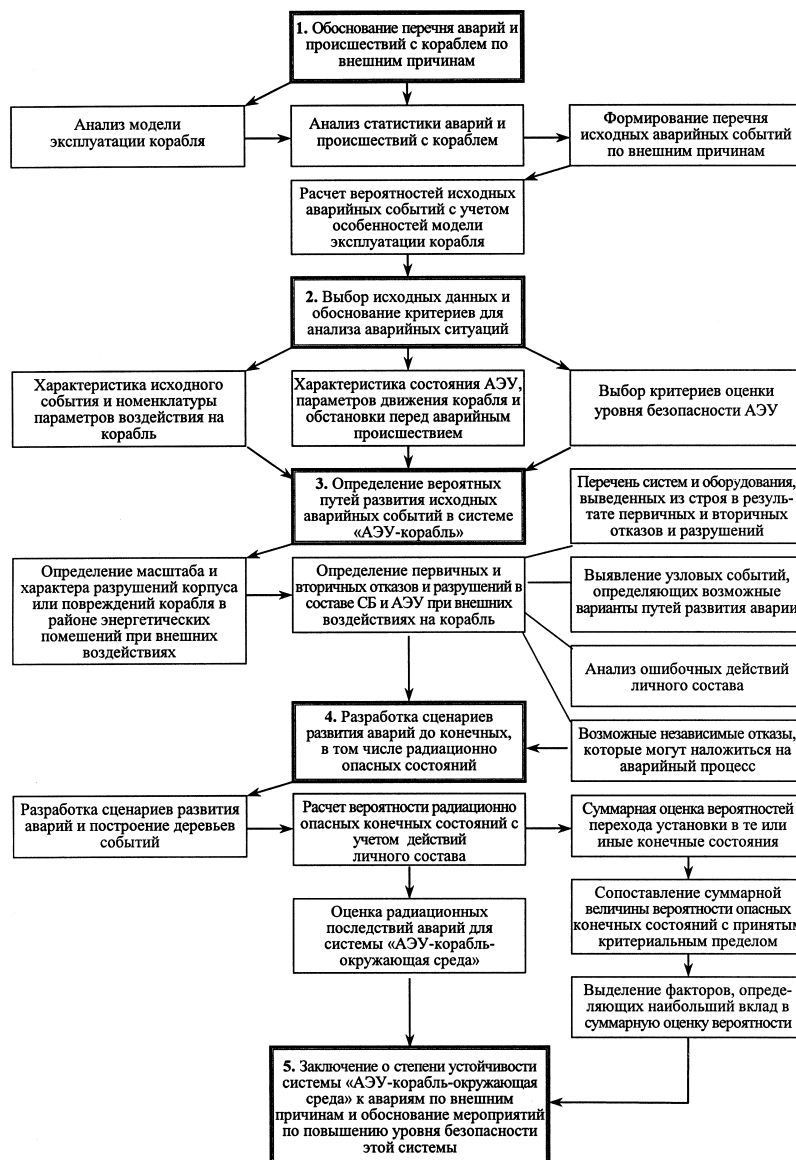 1. Обоснование перечня аварий и
происшествий с кораблем по
внешним причинам
Анализ модели
эксплуатации корабля
Анализ статистики аварий и
происшествий с кораблем
Формирование перечня
исходных аварийных событий
по внешним причинам
Расчет вероятностей исходных
аварийных событий с учетом
особенностей модели
эксплуатации корабля
2. Выбор исходных данных и
обоснование критериев для
анализа аварийных ситуаций
Характеристика исходного
события и номенклатуры
параметров воздействия на
корабль
Характеристика состояния АЭУ,
параметров движения корабля и
обстановки перед аварийным
происшествием
Выбор критериев оценки
уровня безопасности АЭУ
3. Определение вероятных
путей развития исходных
аварийных событий в системе
«АЭУ-корабль»
Перечень систем и оборудования,
выведенных из строя в резуль-
тате первичных и вторичных
отказов и разрушений
Определение масштаба и
характера разрушений корпуса
или повреждений корабля в
районе энергетических
помешений при внешних
воздействиях
Определение первичных и
вторичных отказов и разрушений в
составе СБ и АЭУ при внешних
воздействиях на корабль
Выявление узловых событий,
определяющих возможные
варианты путей развития аварии
Анализ ошибочных действий
личного состава
4. Разработка сценариев
развития аварий до конечных,
в том числе радиационно
опасных состояний
Возможные независимые отказы,
которые могут наложиться на
аварийный процесс
Разработка сценариев развития
аварий и построение деревьев
событий
Расчет вероятности радиационно
опасных конечных состояний с
учетом действий
личного состава
Суммарная оценка вероятностей
перехода установки в те или
иные конечные состояния
Оценка радиационных
последствий аварий для
системы «АЭУ-корабль-
окружающая среда»
Сопоставление суммарной
величины вероятности опасных
конечных состояний с принятым
критериальным пределом
Выделение факторов, опреде-
ляющих наибольший вклад в
суммарную оценку вероятности
5. Заключение о степени устойчивости
системы «АЭУ-корабль-окружающая
среда» к авариям по внешним
причинам и обоснование мероприятий
по повышению уровня безопасности
этой системы